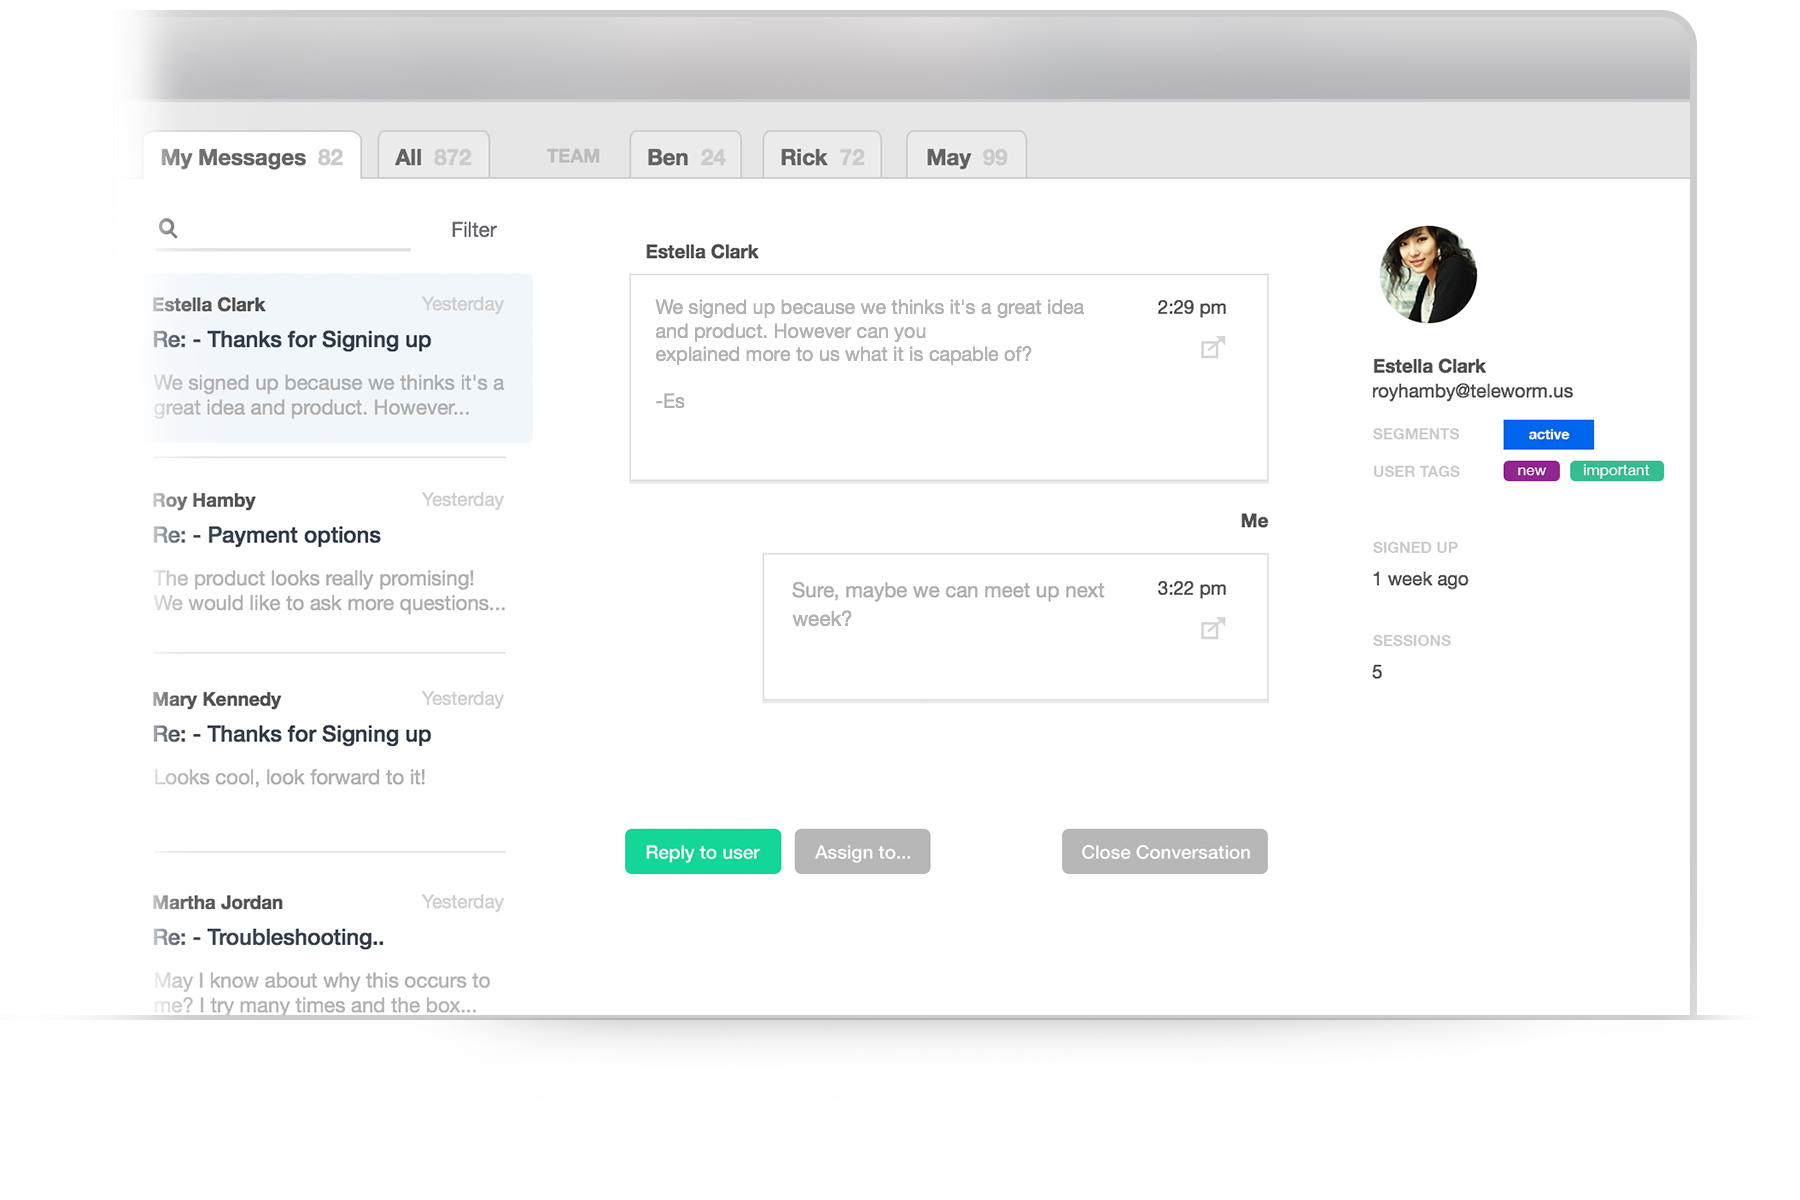 My Messages 82
All 872
TEAM
Ben 24
Rick 72
May 99
Filter
Estella Clark Yesterday
Re: - Thanks for Signing up
We signed up because we thinks it's a
great idea and product. However...
Roy Hamby Yesterday
Re: - Payment options
The product looks really promising!
We would like to ask more questions...
Mary Kennedy Yesterday
Re: - Thanks for Signing up
Looks cool, look forward to it!
Martha Jordan Yesterday
Re: - Troubleshooting..
May I know about why this occurs to
me? I try many times and the box...
Estella Clark
We signed up because we thinks it's a great idea
and product. However can you
explained more to us what it is capable of?
-Es
2:29 pm
Me
Sure, maybe we can meet up next
week?
3:22 pm
Reply to user
Assign to...
Close Conversation
Estella Clark
royhamby@teleworm.us
SEGMENTS active
USER TAGS new important
SIGNED UP
1 week ago
SESSIONS
5